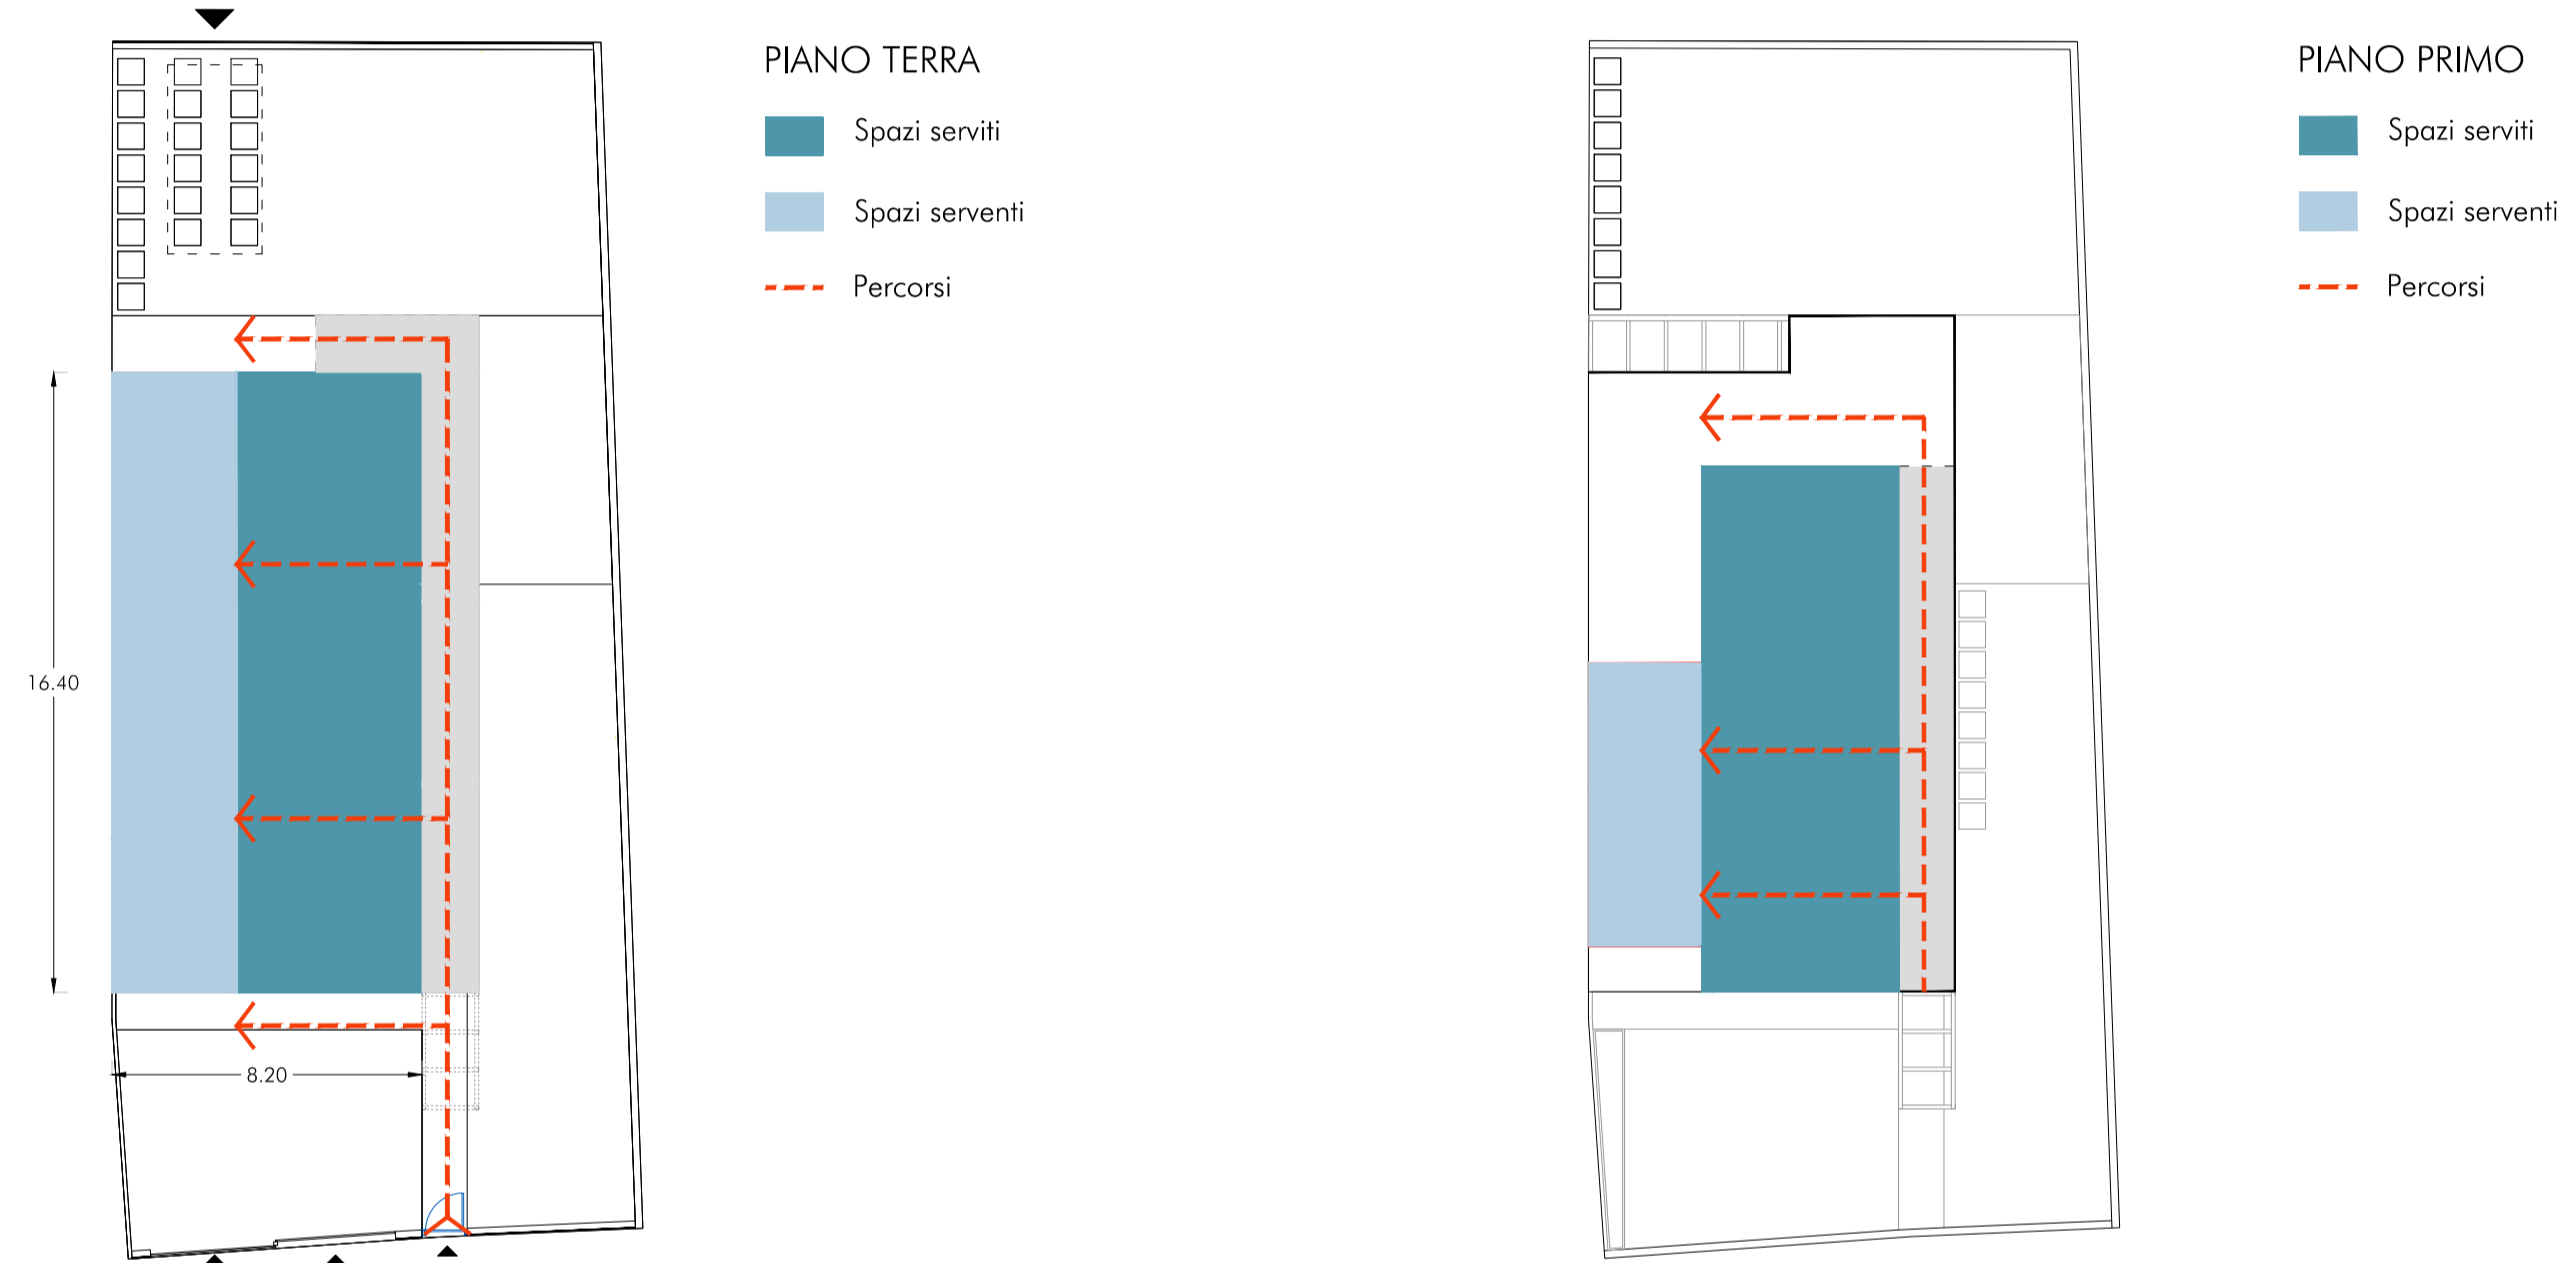 PIANO TERRA
Spazi serviti
Spazi serventi
Percorsi
16.40
8.20
PIANO PRIMO
Spazi serviti
Spazi serventi
Percorsi